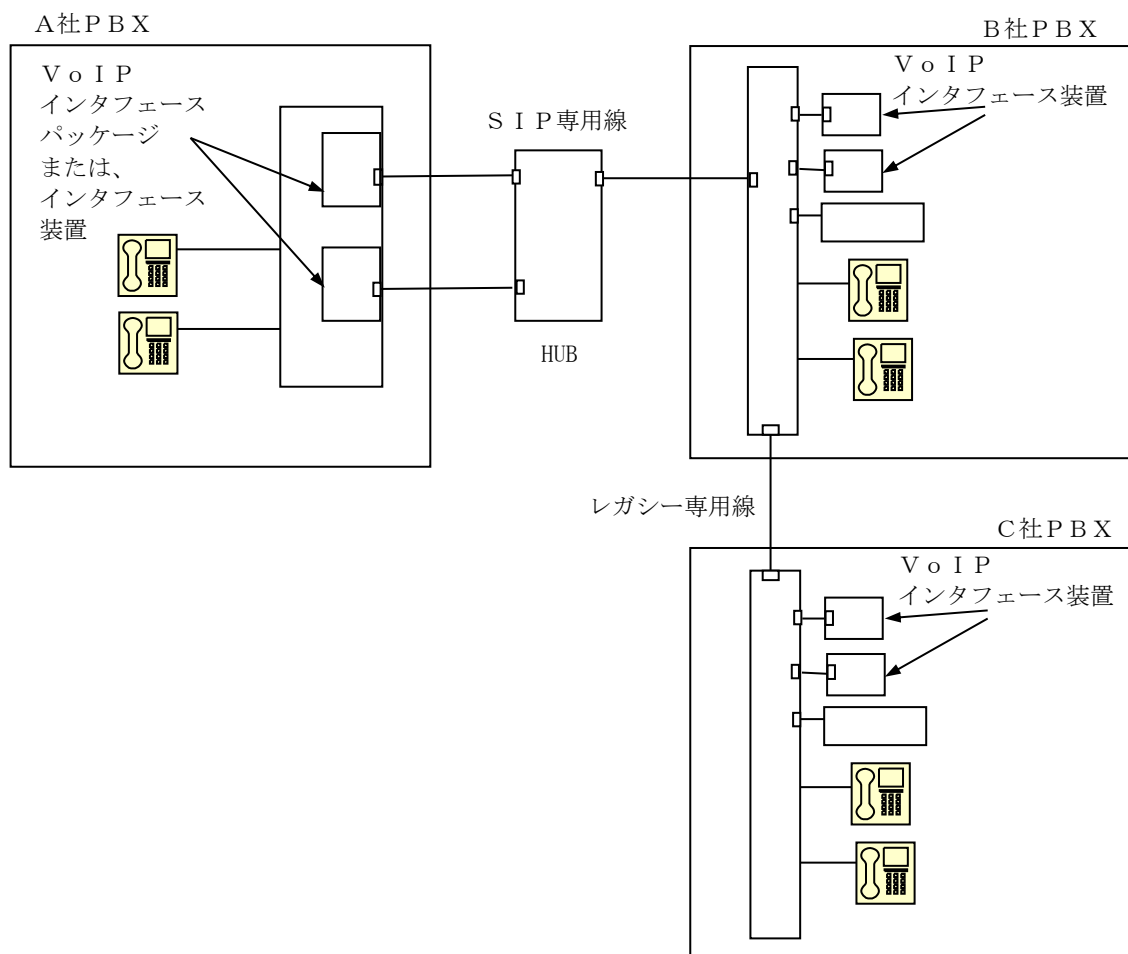 A社ＰＢＸ
ＶｏＩＰ
インタフェース
パッケージ
または、
インタフェース
装置
ＳＩＰ専用線
HUB
B社ＰＢＸ
ＶｏＩＰ
インタフェース装置
レガシー専用線
C社ＰＢＸ
ＶｏＩＰ
インタフェース装置